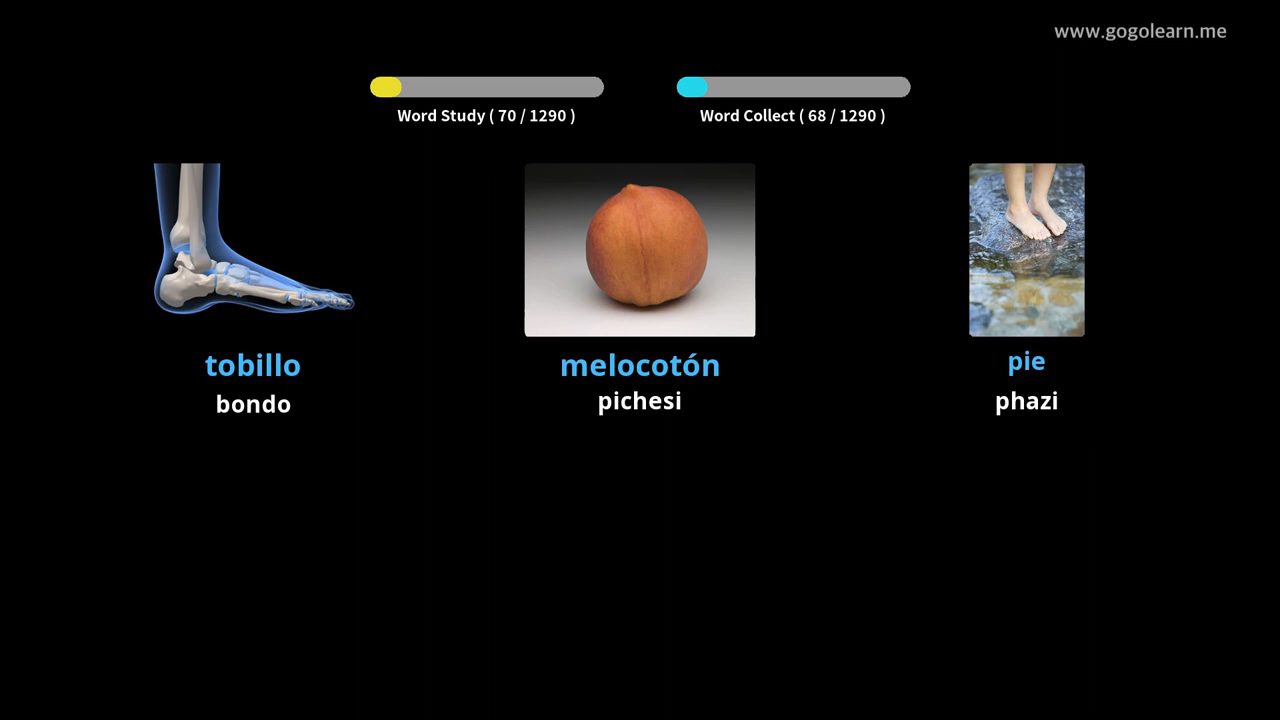 www.gogolearn.me
Word Study ( 70 / 1290 )
Word Collect ( 68 / 1290 )
tobillo
bondo
melocotón
pichesi
pie
phazi